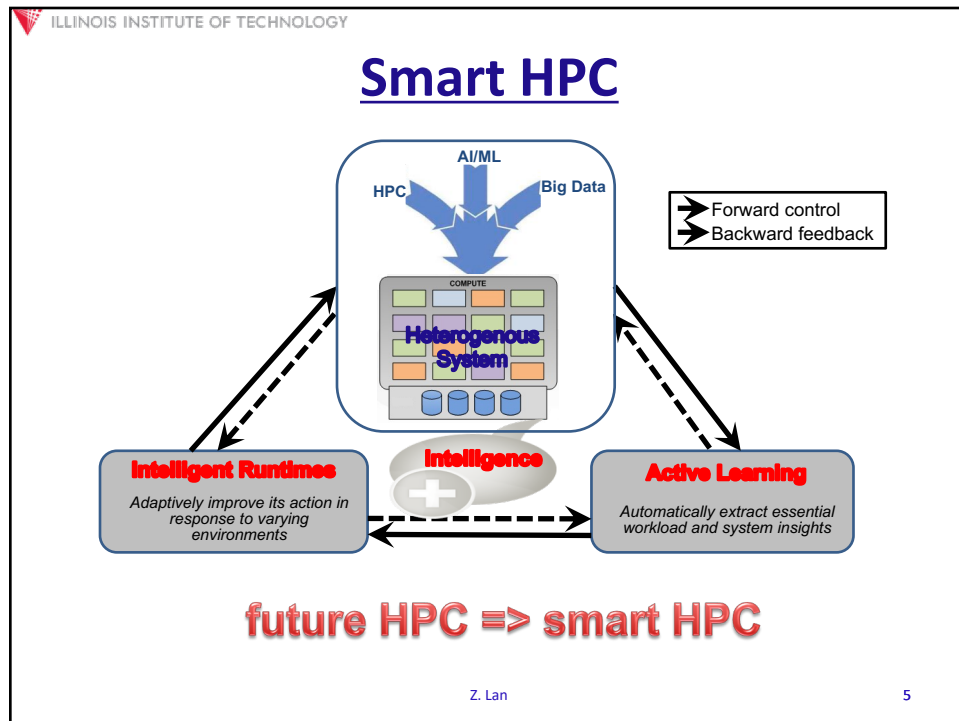 ILLINOIS INSTITUTE OF TECHNOLOGY
Smart HPC
AI/ML
HPC
Big Data
Forward control
Backward feedback
COMPUTE
Heterogenous
System
Intelligent Runtimes
Adaptively improve its action in
response to varying
environments
Intelligence
Active Learning
Automatically extract essential
workload and system insights
future HPC => smart HPC
Z. Lan
5